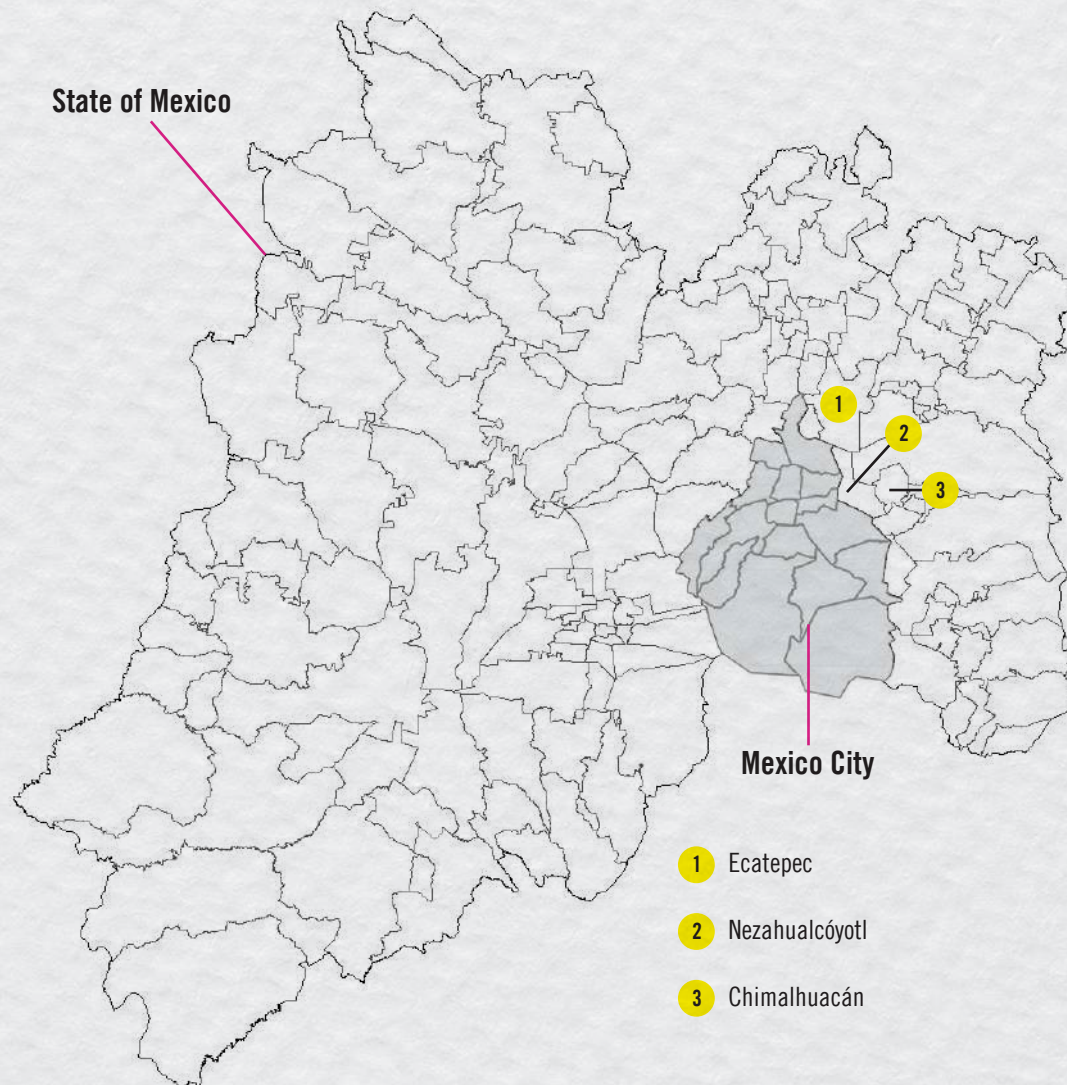 State of Mexico
1
2
3
Mexico City
1 Ecatepec
2 Nezahualcóyotl
3 Chimalhuacán